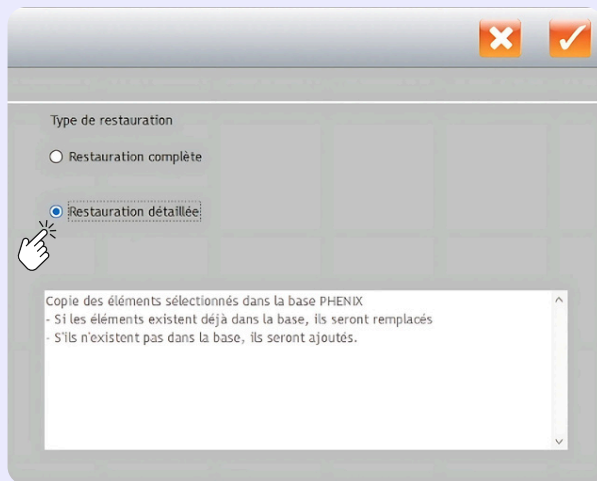 Type de restauration
Restauration complète
Restauration détaillée
Copie des éléments sélectionnés dans la base PHENIX
- Si les éléments existent déjà dans la base, ils seront remplacés
- S'ils n'existent pas dans la base, ils seront ajoutés.